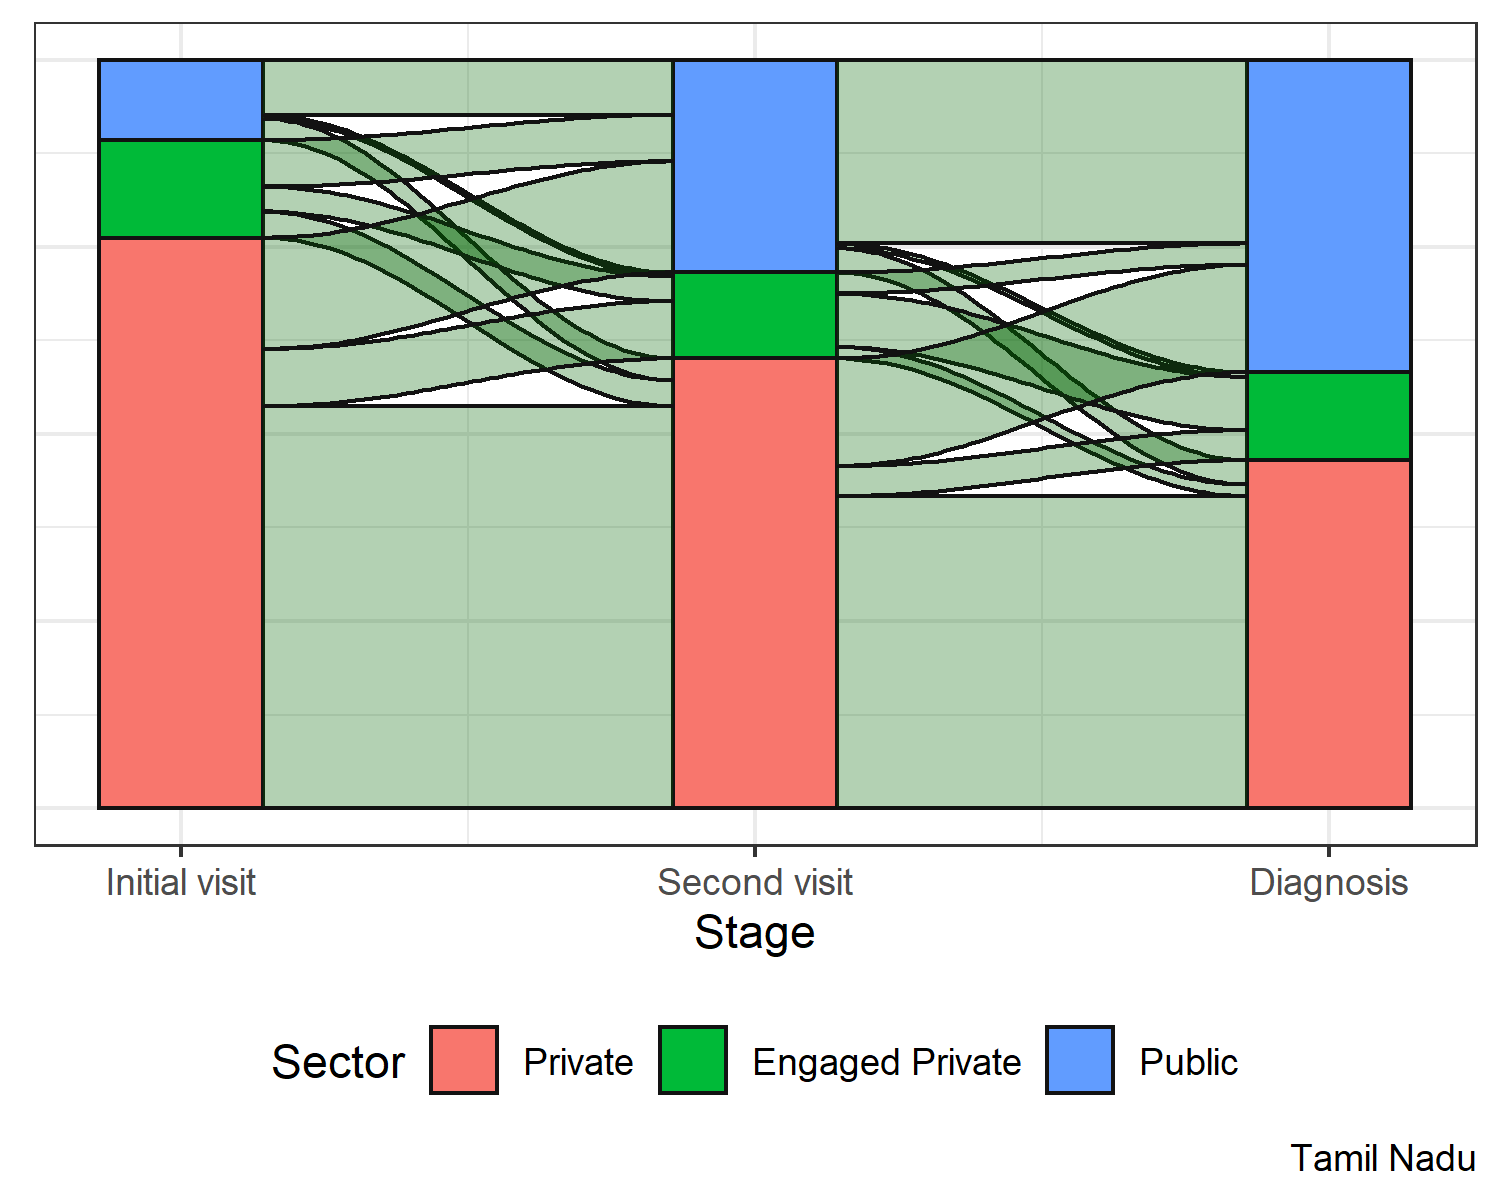 Initial visit Second visit Diagnosis
Stage
Sector Private Engaged Private Public
Tamil Nadu